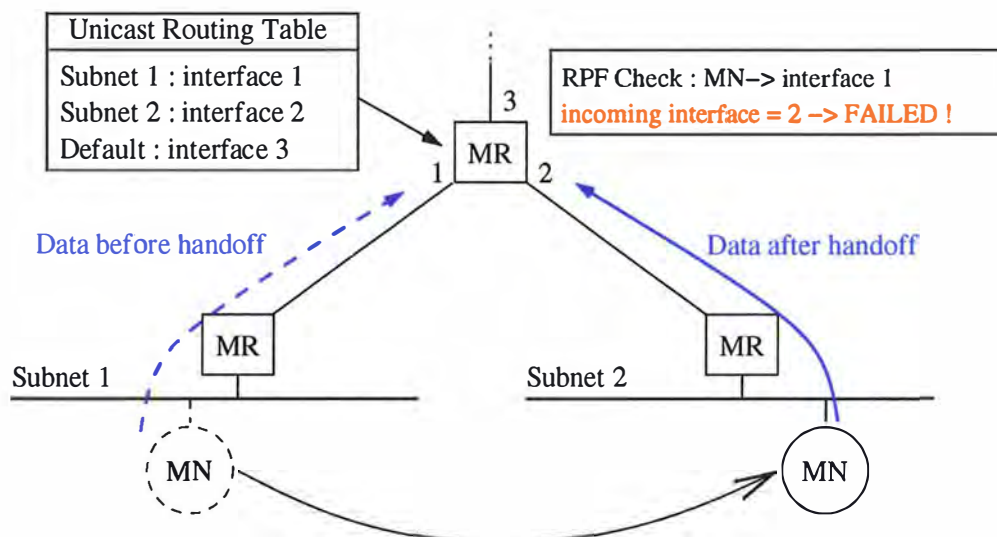 Unicast Routing Table
Subnet 1 : interface 1
Subnet 2 : interface 2
Default : interface 3
RPF Check : MN–> interface 1
incoming interface = 2 –> FAILED !
3
MR
1
2
Data before handoff
Data after handoff
MR
MR
Subnet 1
Subnet 2
MN
MN